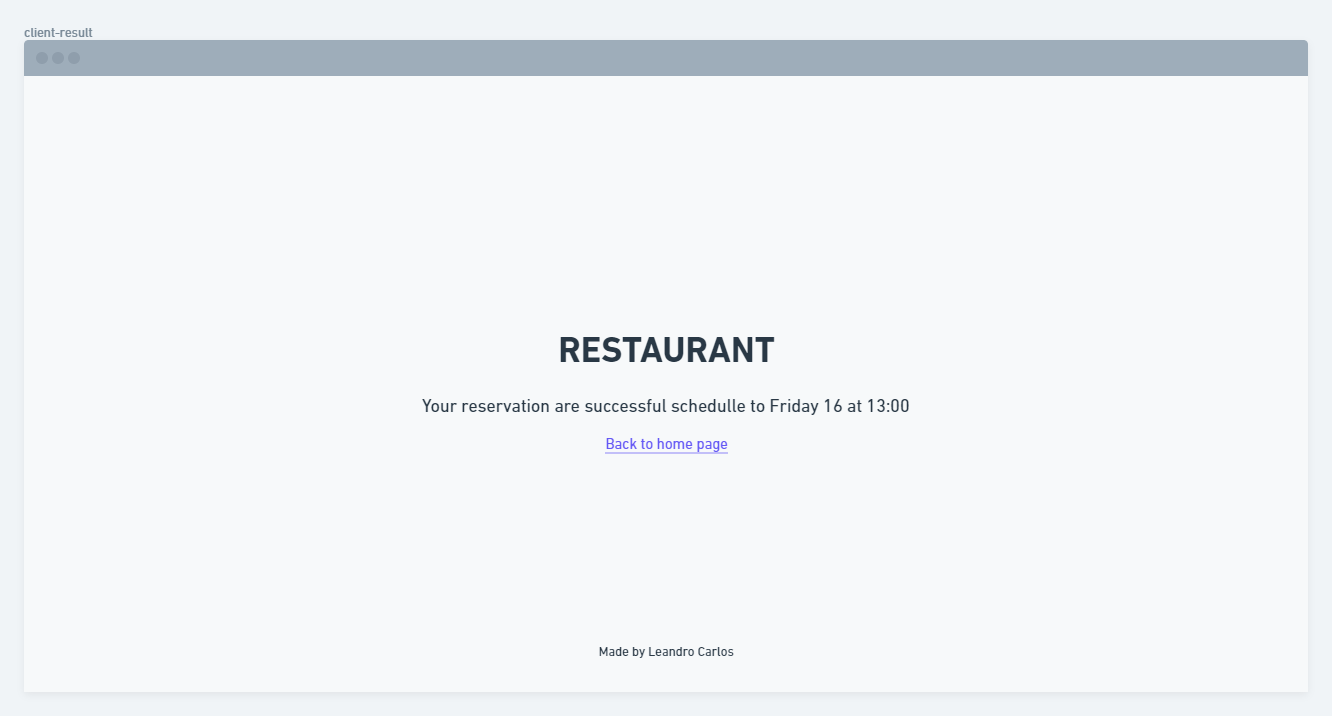 client-result
RESTAURANT
Your reservation are successful schedulle to Friday 16 at 13:00
Back to home page
Made by Leandro Carlos